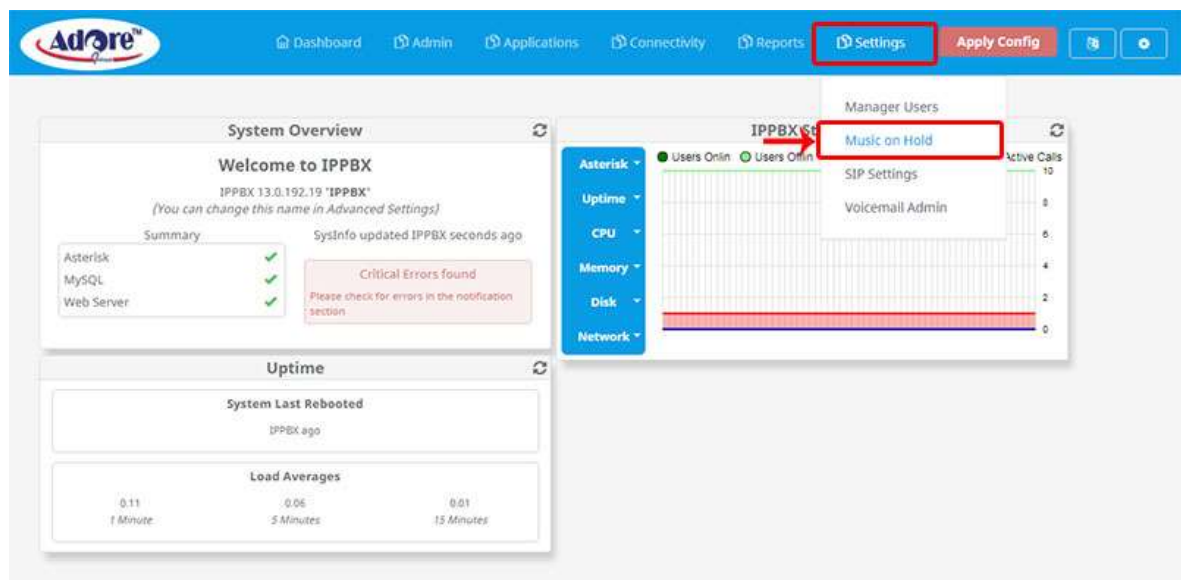 Adore™
Dashboard Admin Applications Connectivity Reports Settings Apply Config
Manager Users
Music on Hold
SIP Settings
Voicemail Admin
System Overview
Welcome to IPPBX
IPPBX 13.0.192.19 'IPPBX'
(You can change this name in Advanced Settings)
Summary
Asterisk
MySQL
Web Server
SysInfo updated IPPBX seconds ago
Critical Errors found
Please check for errors in the notification
section
IPPBX St
Asterisk
Uptime
CPU
Memory
Disk
Network
Users Onlin Users Offlin Active Calls
10
8
6
4
2
0
Uptime
System Last Rebooted
IPPBX ago
Load Averages
0.11 0.06 0.01
1 Minute 5 Minutes 15 Minutes